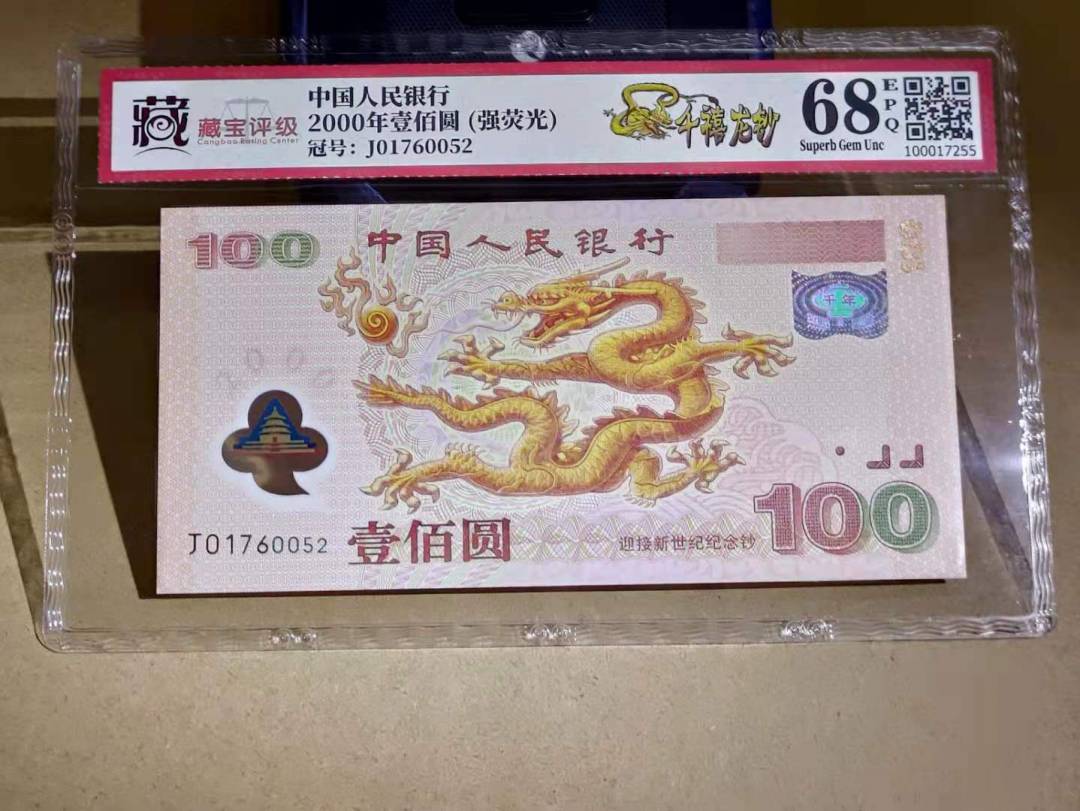 藏
藏宝评级
Cangbao Rating Center
中国人民银行
2000年壹佰圆 (强荧光)
冠号: J01760052
千禧龙钞
68
EPQ
Superb Gem Unc
100017255
100
中国人民银行
千年
2000
J01760052
壹佰圆
迎接新世纪纪念钞
100